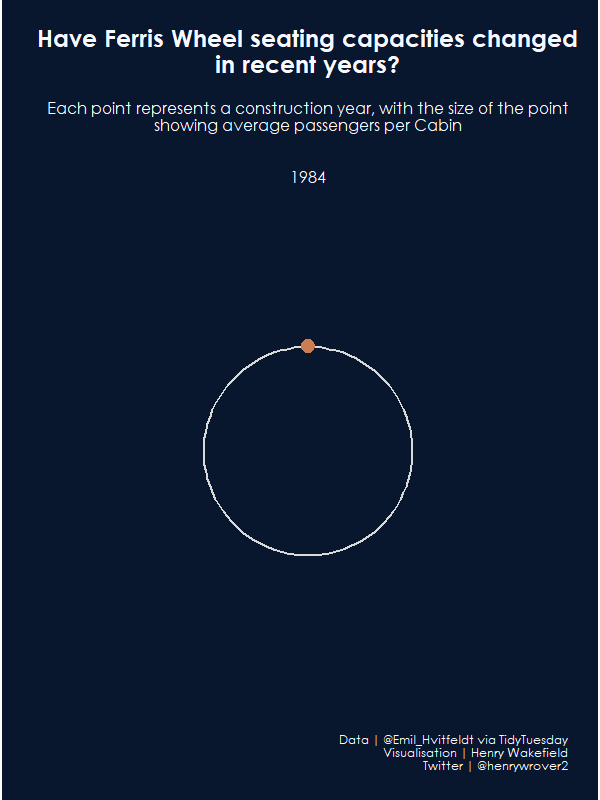 Have Ferris Wheel seating capacities changed
in recent years?
Each point represents a construction year, with the size of the point
showing average passengers per Cabin
1984
Data | @Emil_Hvitfeldt via TidyTuesday
Visualisation | Henry Wakefield
Twitter | @henrywrover2